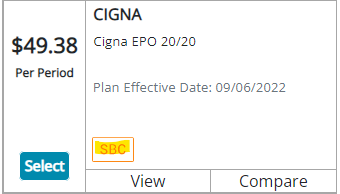 CIGNA
$49.38
Cigna EPO 20/20
Per Period
Plan Effective Date: 09/06/2022
SBC
Select
View
Compare